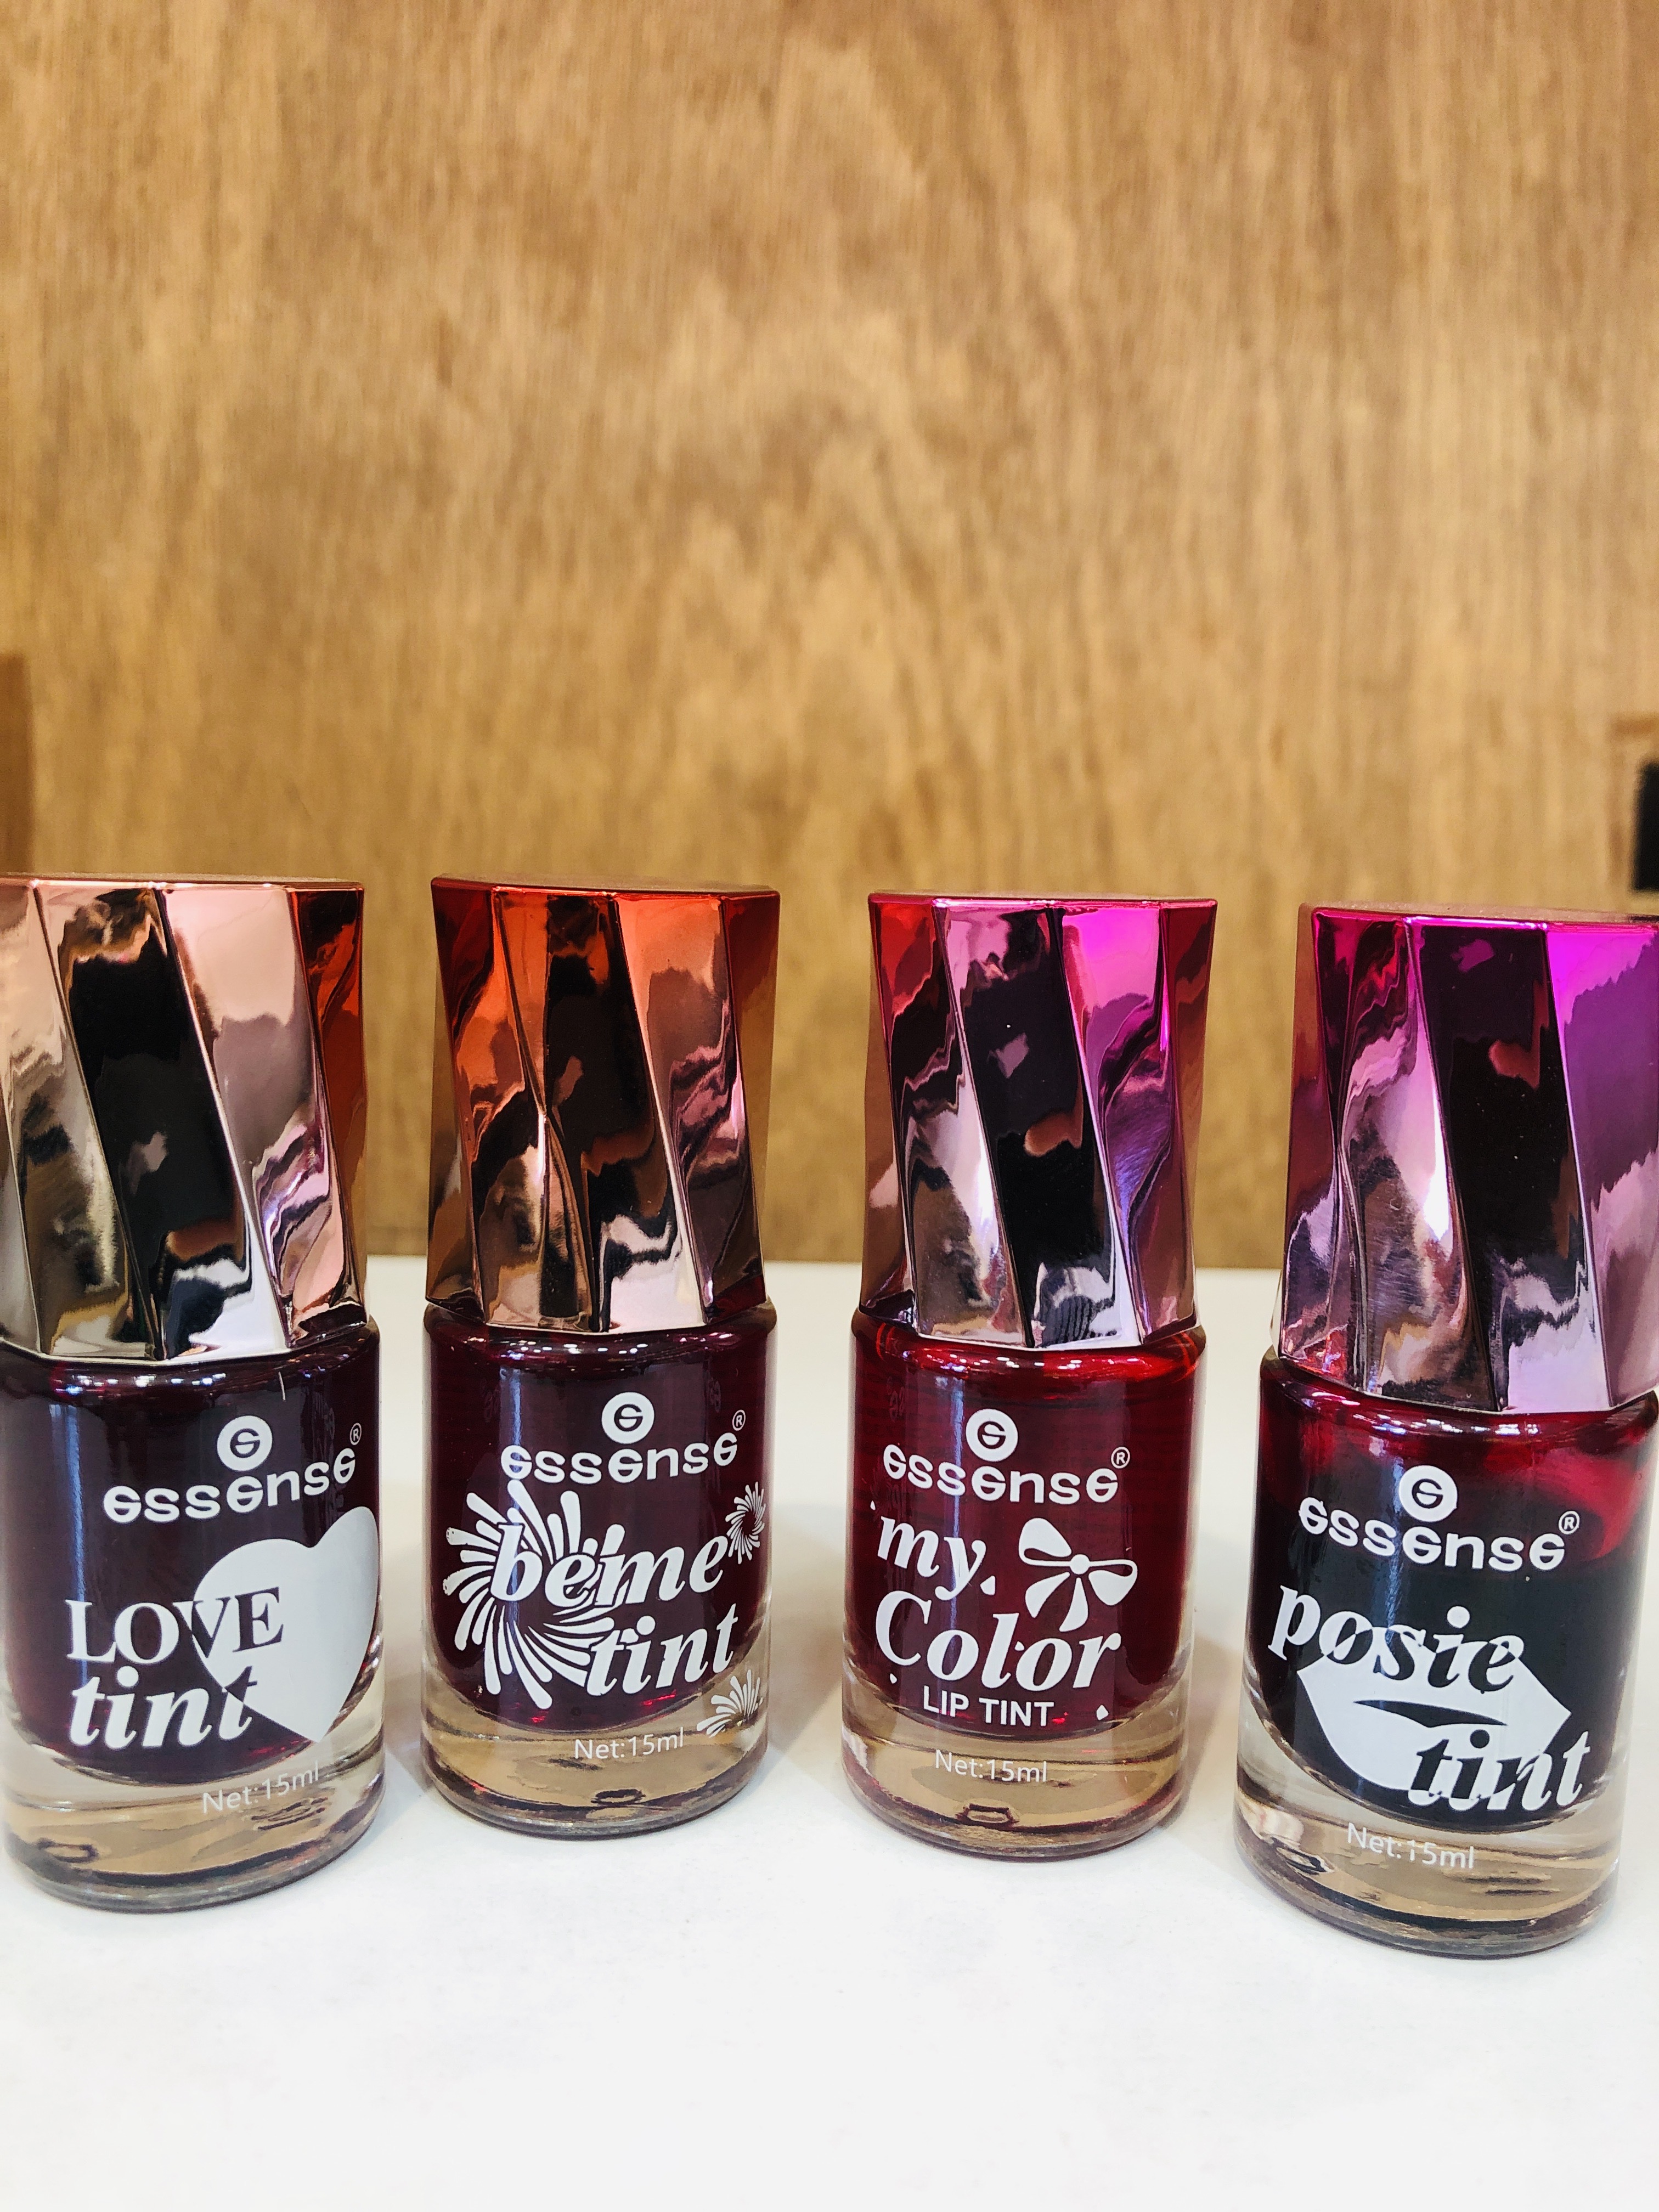 essense®
LOVE
tint
Net:15ml
essense®
beme
tint
Net:15ml
essense®
my
Color
LIP TINT
Net:15ml
essense®
posie
tint
Net:15ml